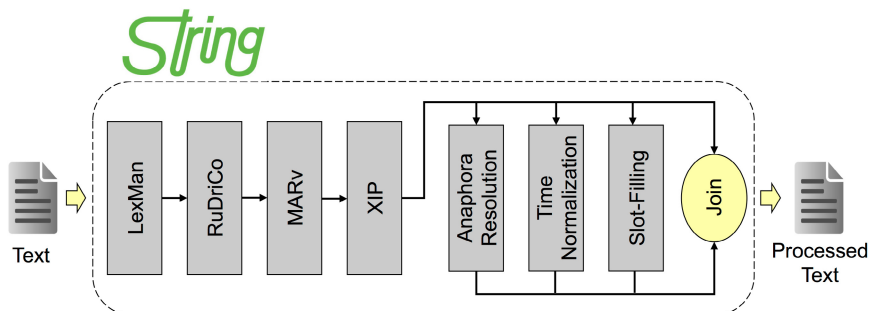 String
LexMan
RuDriCo
MARv
XIP
Anaphora
Resolution
Time
Normalization
Slot-Filling
Join
Text
Processed
Text